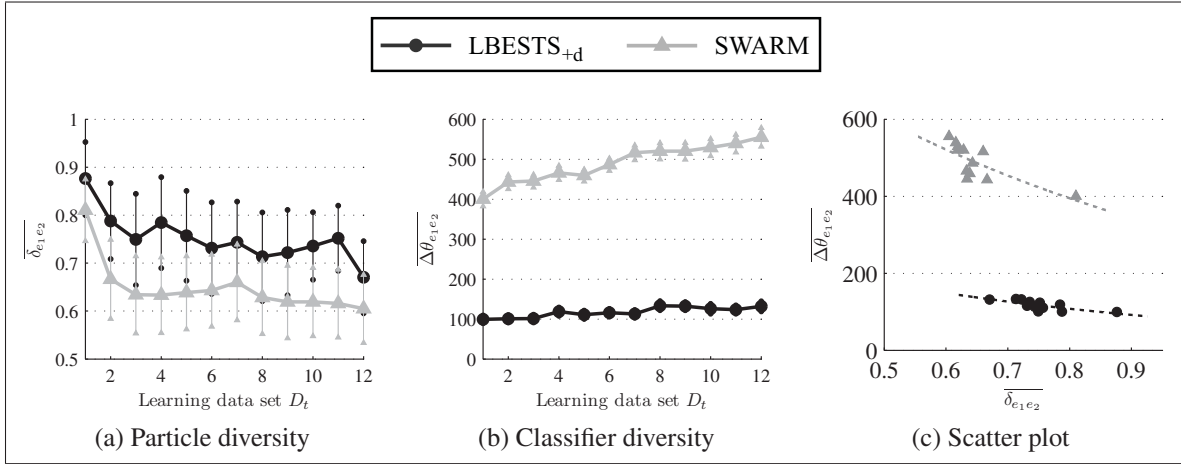 LBESTS+d SWARM
1
0.9
0.8
0.7
0.6
0.5
δe1e2
2 4 6 8 10 12
Learning data set Dt
(a) Particle diversity
600
500
400
300
200
100
0
Δθe1e2
2 4 6 8 10 12
Learning data set Dt
(b) Classifier diversity
600
400
200
0
Δθe1e2
0.5 0.6 0.7 0.8 0.9
δe1e2
(c) Scatter plot